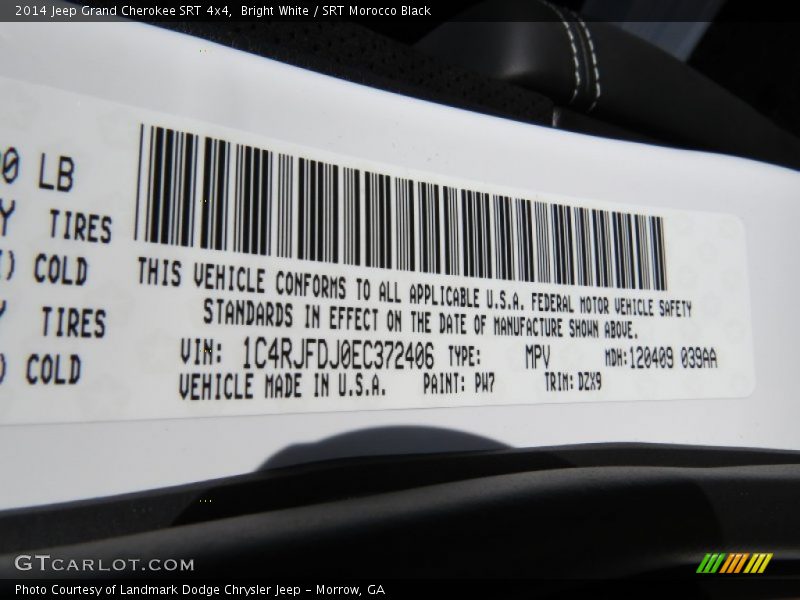 2014 Jeep Grand Cherokee SRT 4x4,  Bright White / SRT Morocco Black
0 LB
TIRES
COLD
TIRES
COLD
THIS VEHICLE CONFORMS TO ALL APPLICABLE U.S.A. FEDERAL MOTOR VEHICLE SAFETY
STANDARDS IN EFFECT ON THE DATE OF MANUFACTURE SHOWN ABOVE.
VIN: 1C4RJFDJ0EC372406 TYPE: MPV MDH:120409 039AA
VEHICLE MADE IN U.S.A. PAINT: PW7 TRIM: DZX9
GTCARLOT.COM
Photo Courtesy of Landmark Dodge Chrysler Jeep - Morrow, GA